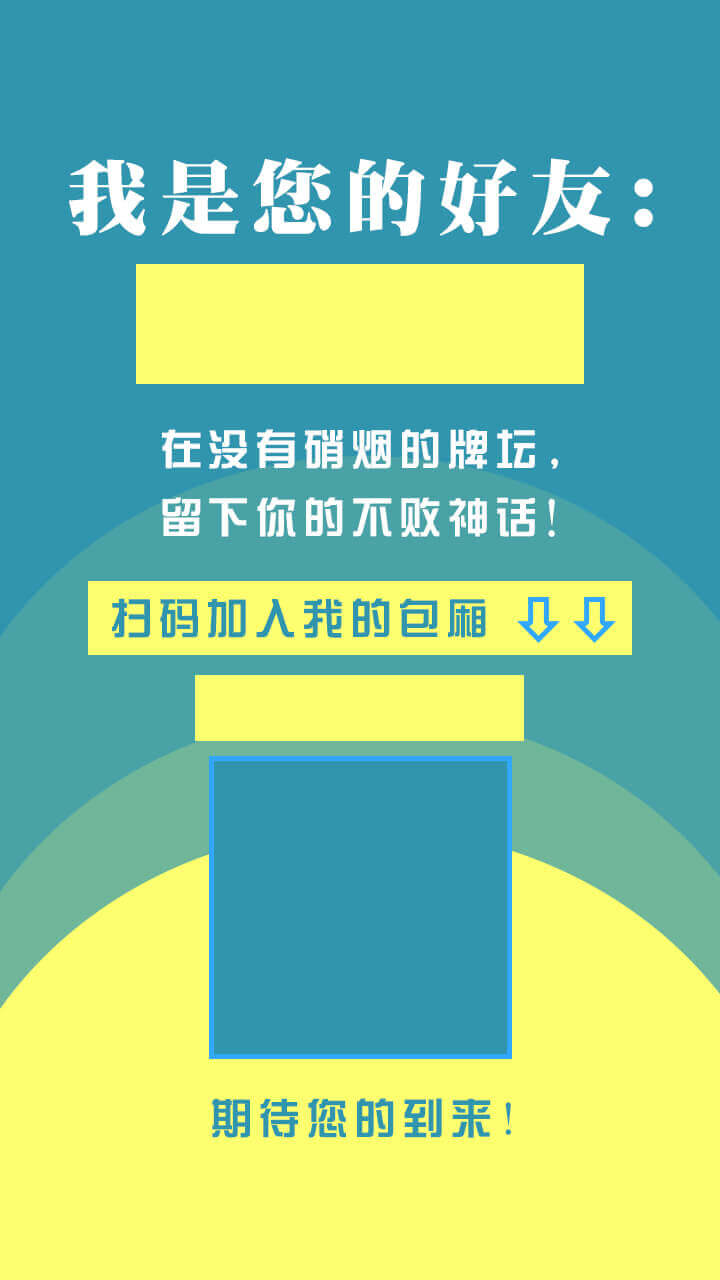 我是您的好友：
在没有硝烟的牌坛，
留下你的不败神话！
扫码加入我的包厢
期待您的到来！